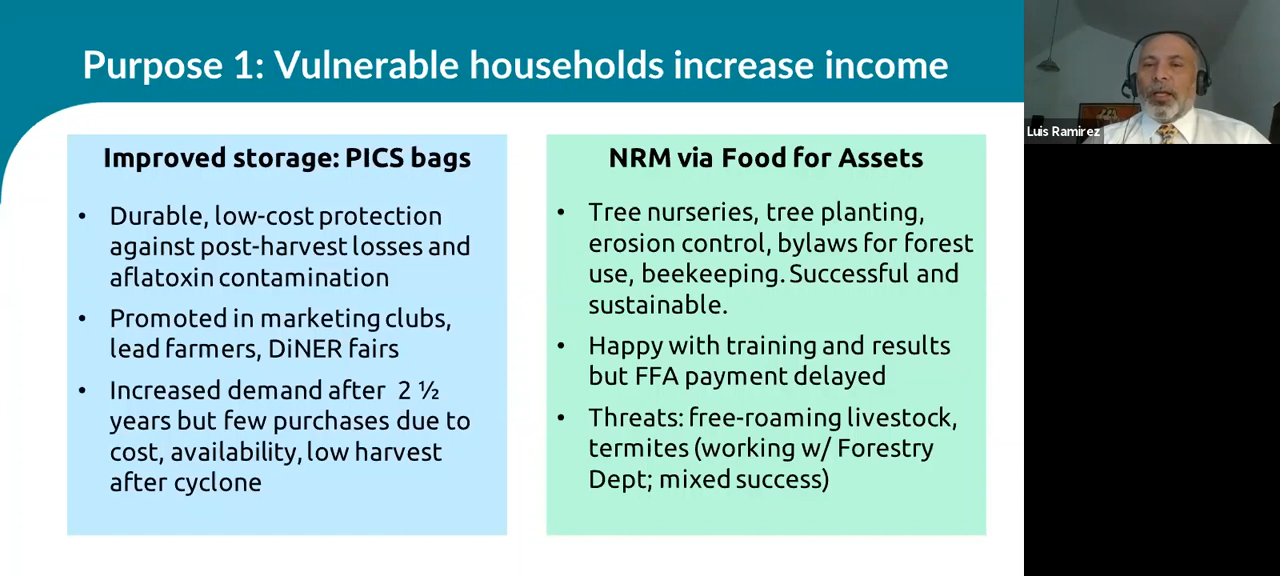 Purpose 1: Vulnerable households increase income
Improved storage: PICS bags
• Durable, low-cost protection
against post-harvest losses and
aflatoxin contamination
• Promoted in marketing clubs,
lead farmers, DiNER fairs
• Increased demand after 2 ½
years but few purchases due to
cost, availability, low harvest
after cyclone
NRM via Food for Assets
• Tree nurseries, tree planting,
erosion control, bylaws for forest
use, beekeeping. Successful and
sustainable.
• Happy with training and results
but FFA payment delayed
• Threats: free-roaming livestock,
termites (working w/ Forestry
Dept; mixed success)
Luis Ramirez